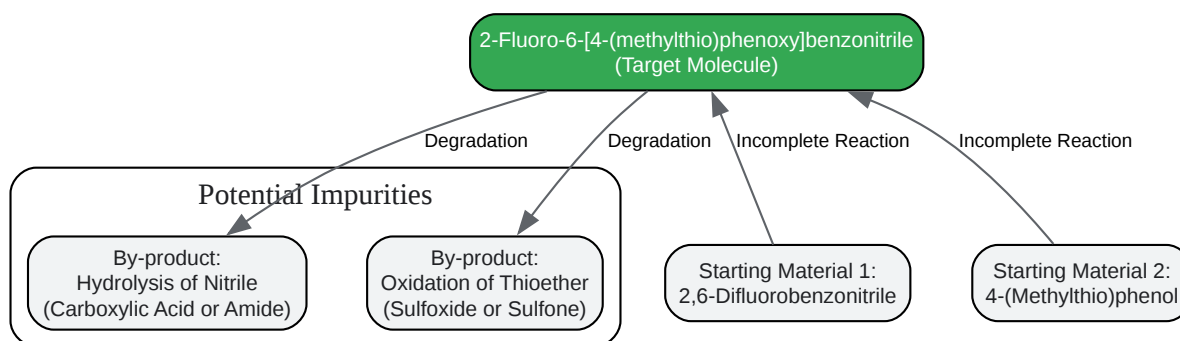 2-Fluoro-6-[4-(methylthio)phenoxy]benzonitrile
(Target Molecule)
Degradation
Degradation
Incomplete Reaction
Incomplete Reaction
Potential Impurities
By-product:
Hydrolysis of Nitrile
(Carboxylic Acid or Amide)
By-product:
Oxidation of Thioether
(Sulfoxide or Sulfone)
Starting Material 1:
2,6-Difluorobenzonitrile
Starting Material 2:
4-(Methylthio)phenol